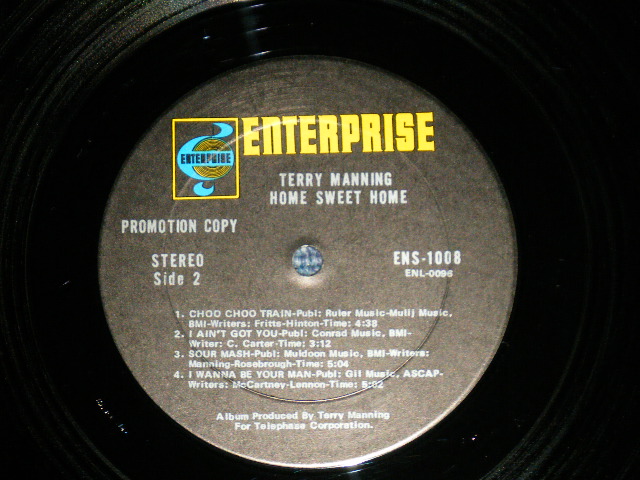 ENTERPRISE
ENTERPRISE
TERRY MANNING
HOME SWEET HOME
PROMOTION COPY
STEREO
Side 2
ENS-1008
ENL-0096
1. CHOO CHOO TRAIN-Publ: Ruler Music-Mulij Music,
BMI-Writers: Fritts-Hinton-Time: 4:38
2. I AIN'T GOT YOU-Publ: Conrad Music, BMI-
Writer: C. Carter-Time: 3:12
3. SOUR MASH-Publ: Muldoon Music, BMI-Writers:
Manning-Rosebrough-Time: 5:04
4. I WANNA BE YOUR MAN-Publ: Gil Music, ASCAP-
Writers: McCartney-Lennon-Time: 5:02
Album Produced By Terry Manning
For Telephase Corporation.